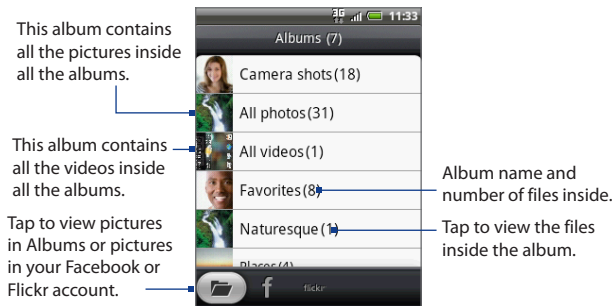 This album contains
all the pictures inside
all the albums.
This album contains
all the videos inside
all the albums.
Tap to view pictures
in Albums or pictures
in your Facebook or
Flickr account.
3G
11:33
Albums (7)
Camera shots(18)
All photos(31)
All videos(1)
Favorites(8)
Naturesque(1)
Places(4)
f
flickr
Album name and
number of files inside.
Tap to view the files
inside the album.